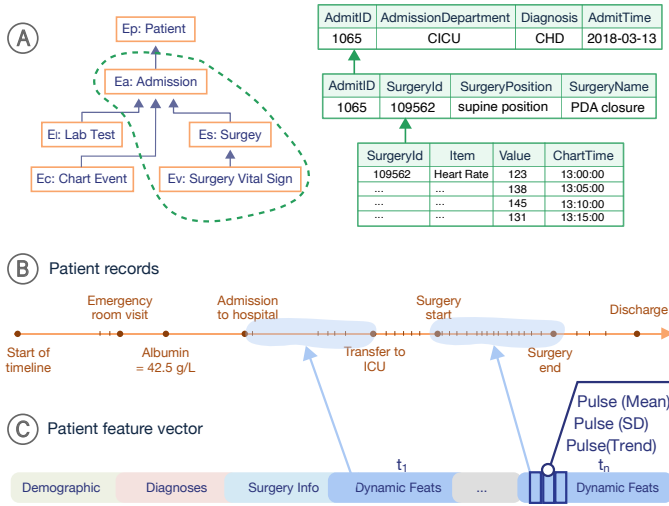 A
Ep: Patient
Ea: Admission
El: Lab Test
Es: Surgey
Ec: Chart Event
Ev: Surgery Vital Sign
AdmitID AdmissionDepartment Diagnosis AdmitTime
1065 CICU CHD 2018-03-13
AdmitID SurgeryId SurgeryPosition SurgeryName
1065 109562 supine position PDA closure
SurgeryId Item Value ChartTime
109562 Heart Rate 123 13:00:00
... ... 138 13:05:00
... ... 145 13:10:00
... ... 131 13:15:00
B Patient records
Emergency room visit
Admission to hospital
Surgery start
Discharge
Start of timeline
Albumin = 42.5 g/L
Transfer to ICU
Surgery end
C Patient feature vector
Pulse (Mean)
Pulse (SD)
Pulse(Trend)
t1 tn
Demographic Diagnoses Surgery Info Dynamic Feats ... Dynamic Feats